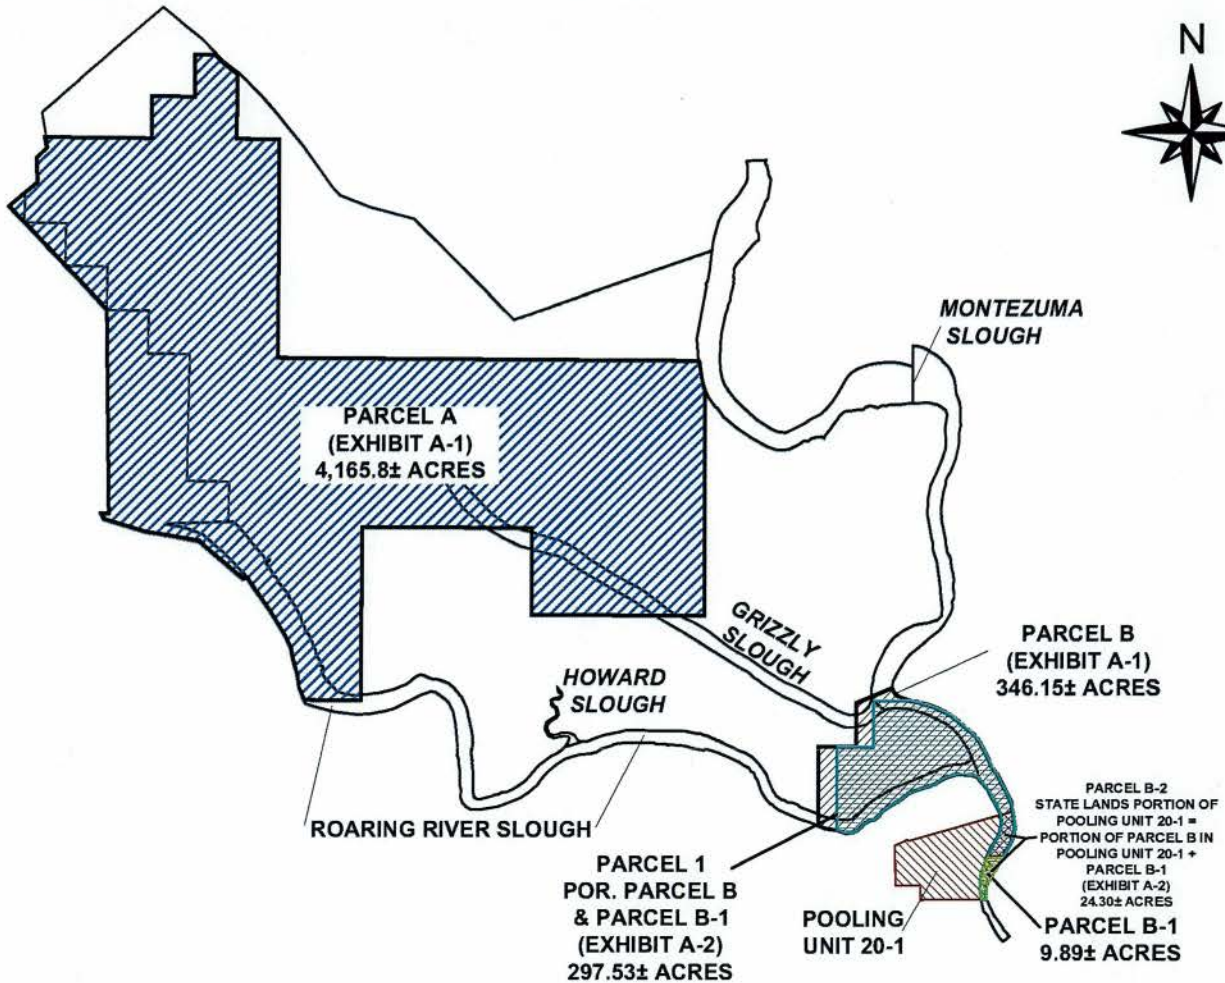 N
MONTEZUMA
SLOUGH
PARCEL A
(EXHIBIT A-1)
4,165.8± ACRES
GRIZZLY
SLOUGH
PARCEL B
(EXHIBIT A-1)
346.15± ACRES
HOWARD
SLOUGH
ROARING RIVER SLOUGH
PARCEL B-2
STATE LANDS PORTION OF
POOLING UNIT 20-1 =
PORTION OF PARCEL B IN
POOLING UNIT 20-1 +
PARCEL B-1
(EXHIBIT A-2)
24.30± ACRES
PARCEL 1
POR. PARCEL B
& PARCEL B-1
(EXHIBIT A-2)
297.53± ACRES
POOLING
UNIT 20-1
PARCEL B-1
9.89± ACRES